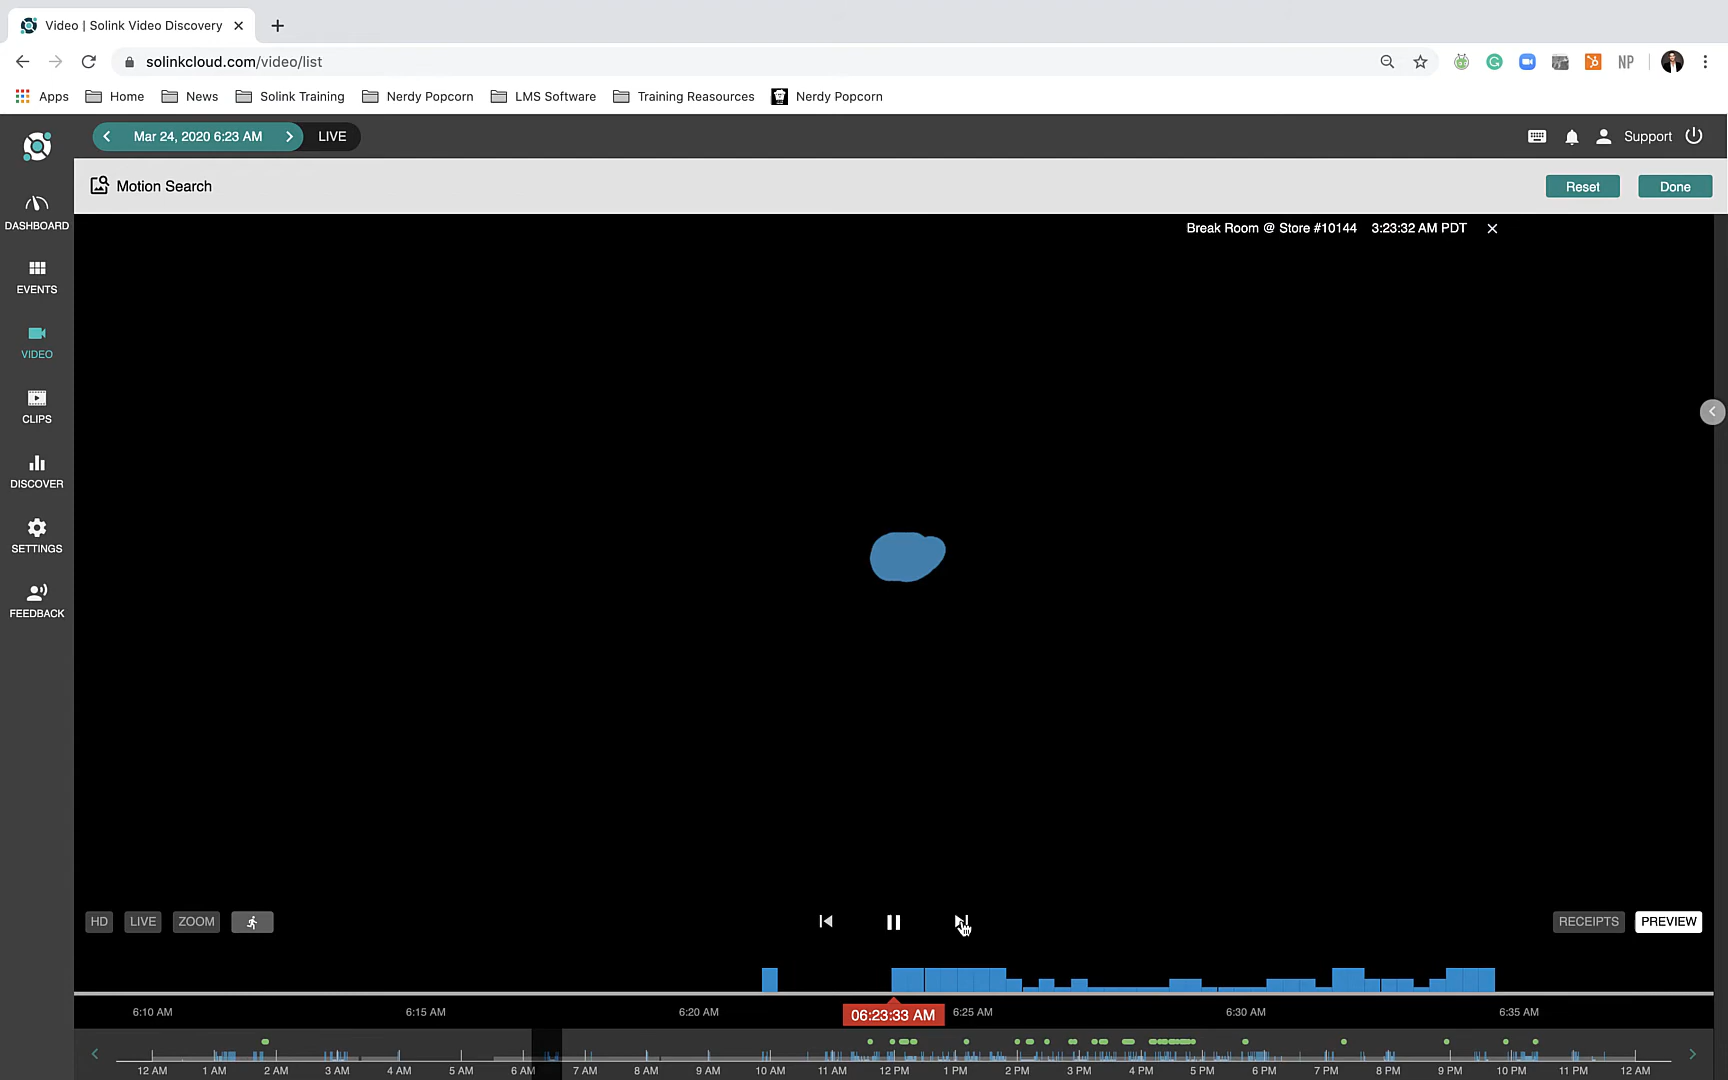 Video | Solink Video Discovery
solinkcloud.com/video/list
NP
Apps Home News Solink Training Nerdy Popcorn LMS Software Training Reasources Nerdy Popcorn
Mar 24, 2020 6:23 AM LIVE Support
Motion Search Reset Done
DASHBOARD
EVENTS
VIDEO
CLIPS
DISCOVER
SETTINGS
FEEDBACK
Break Room @ Store #10144 3:23:32 AM PDT
HD LIVE ZOOM RECEIPTS PREVIEW
6:10 AM 6:15 AM 6:20 AM 06:23:33 AM 6:25 AM 6:30 AM 6:35 AM
12 AM 1 AM 2 AM 3 AM 4 AM 5 AM 6 AM 7 AM 8 AM 9 AM 10 AM 11 AM 12 PM 1 PM 2 PM 3 PM 4 PM 5 PM 6 PM 7 PM 8 PM 9 PM 10 PM 11 PM 12 AM